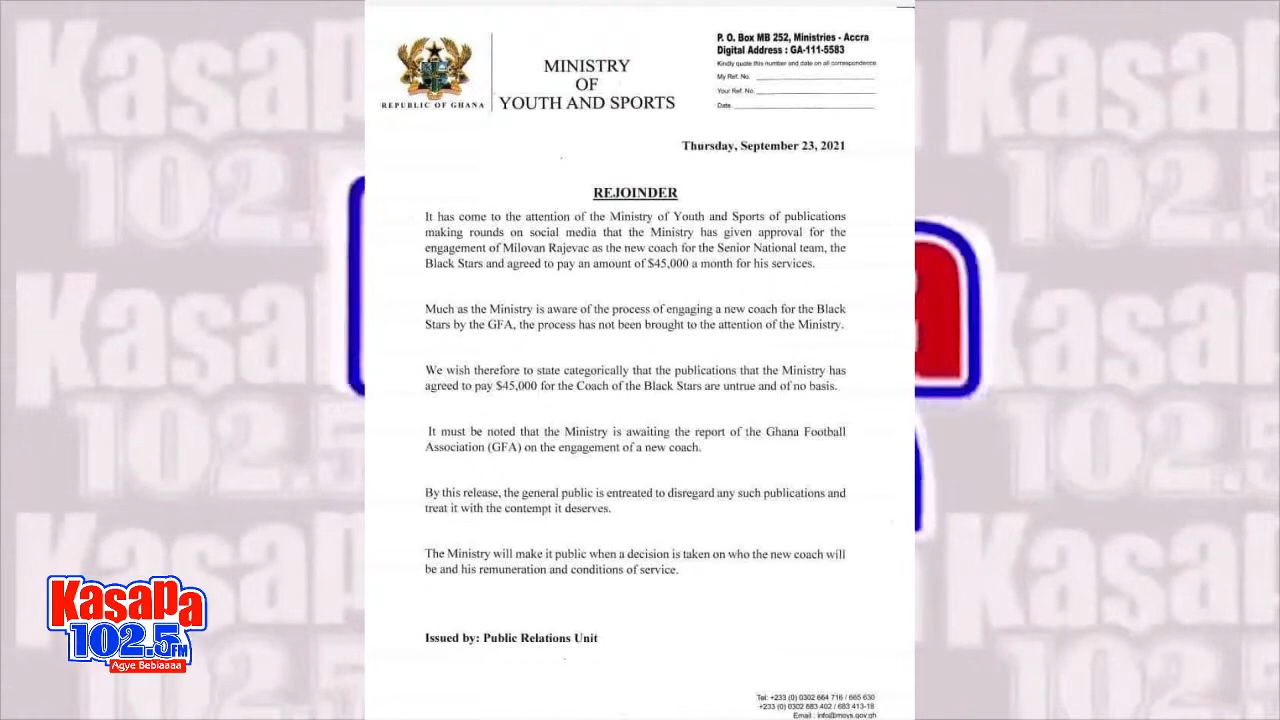 P. O. Box MB 252, Ministries - Accra
Digital Address : GA-111-5583
Kindly quote this number and date on all correspondence.
My Ref. No.
Your Ref. No.
Date
REPUBLIC OF GHANA
MINISTRY
OF
YOUTH AND SPORTS
Thursday, September 23, 2021
REJOINDER
It has come to the attention of the Ministry of Youth and Sports of publications
making rounds on social media that the Ministry has given approval for the
engagement of Milovan Rajevac as the new coach for the Senior National team, the
Black Stars and agreed to pay an amount of $45,000 a month for his services.
Much as the Ministry is aware of the process of engaging a new coach for the Black
Stars by the GFA, the process has not been brought to the attention of the Ministry.
We wish therefore to state categorically that the publications that the Ministry has
agreed to pay $45,000 for the Coach of the Black Stars are untrue and of no basis.
It must be noted that the Ministry is awaiting the report of the Ghana Football
Association (GFA) on the engagement of a new coach.
By this release, the general public is entreated to disregard any such publications and
treat it with the contempt it deserves.
The Ministry will make it public when a decision is taken on who the new coach will
be and his remuneration and conditions of service.
Issued by: Public Relations Unit
Tel: +233 (0) 0302 664 716 / 665 630
+233 (0) 0302 683 402 / 683 413-18
Email : info@moys.gov.gh
Kasapa
102.5 FM
Agye Bebiaaaa